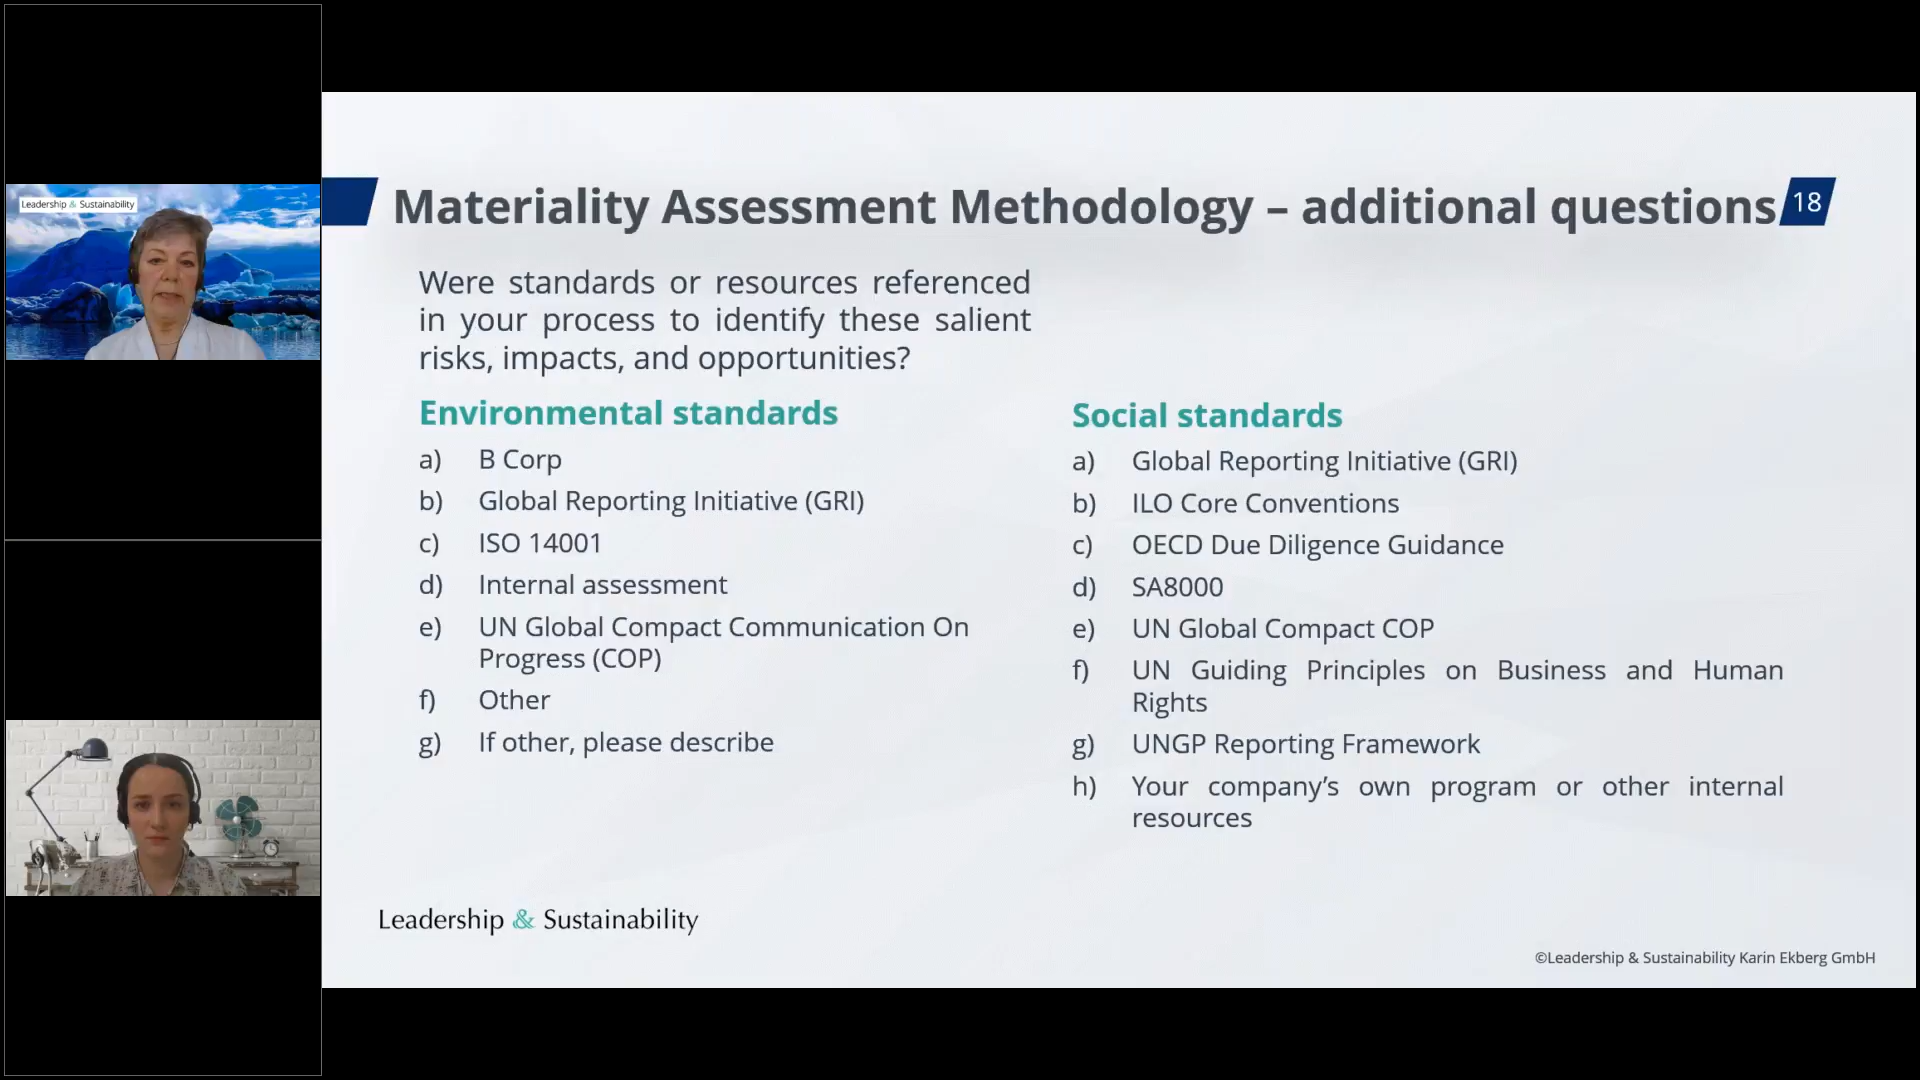 Leadership & Sustainability
Materiality Assessment Methodology – additional questions
18
Were standards or resources referenced
in your process to identify these salient
risks, impacts, and opportunities?
Environmental standards
a) B Corp
b) Global Reporting Initiative (GRI)
c) ISO 14001
d) Internal assessment
e) UN Global Compact Communication On
Progress (COP)
f) Other
g) If other, please describe
Social standards
a) Global Reporting Initiative (GRI)
b) ILO Core Conventions
c) OECD Due Diligence Guidance
d) SA8000
e) UN Global Compact COP
f) UN Guiding Principles on Business and Human
Rights
g) UNGP Reporting Framework
h) Your company’s own program or other internal
resources
Leadership & Sustainability
©Leadership & Sustainability Karin Ekberg GmbH